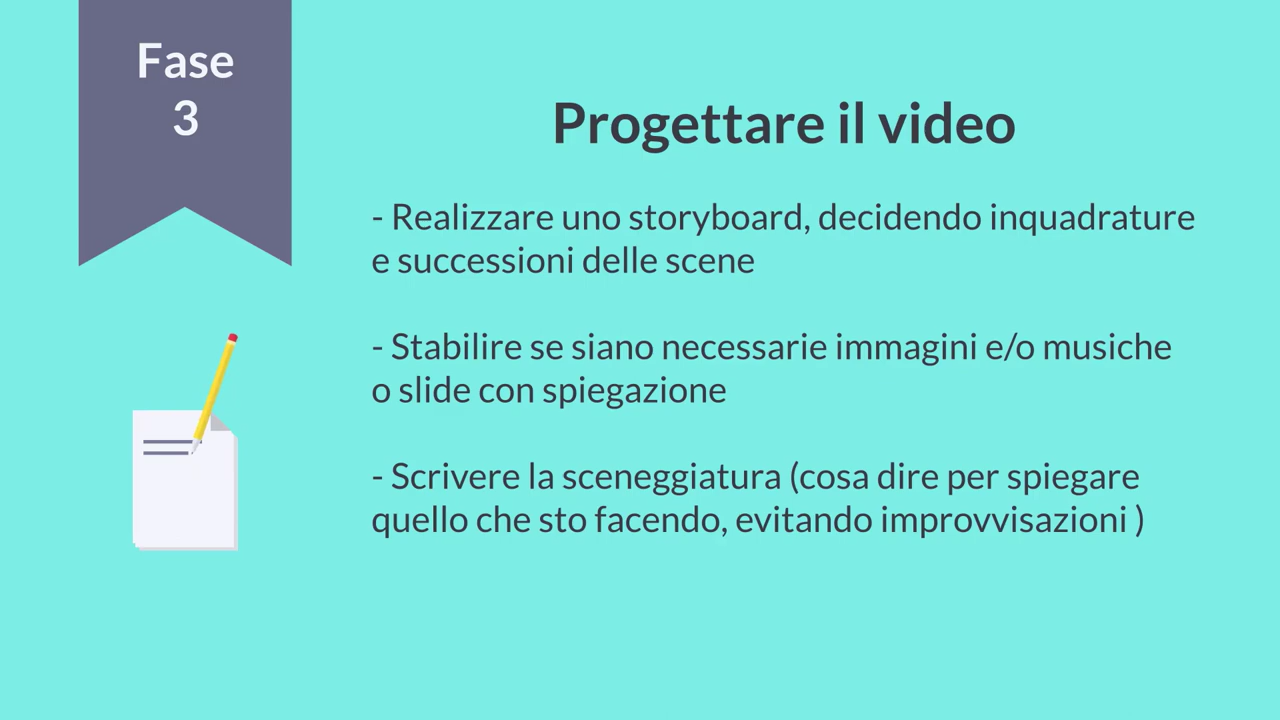 Fase
3
Progettare il video
- Realizzare uno storyboard, decidendo inquadrature
e successioni delle scene
- Stabilire se siano necessarie immagini e/o musiche
o slide con spiegazione
- Scrivere la sceneggiatura (cosa dire per spiegare
quello che sto facendo, evitando improvvisazioni )